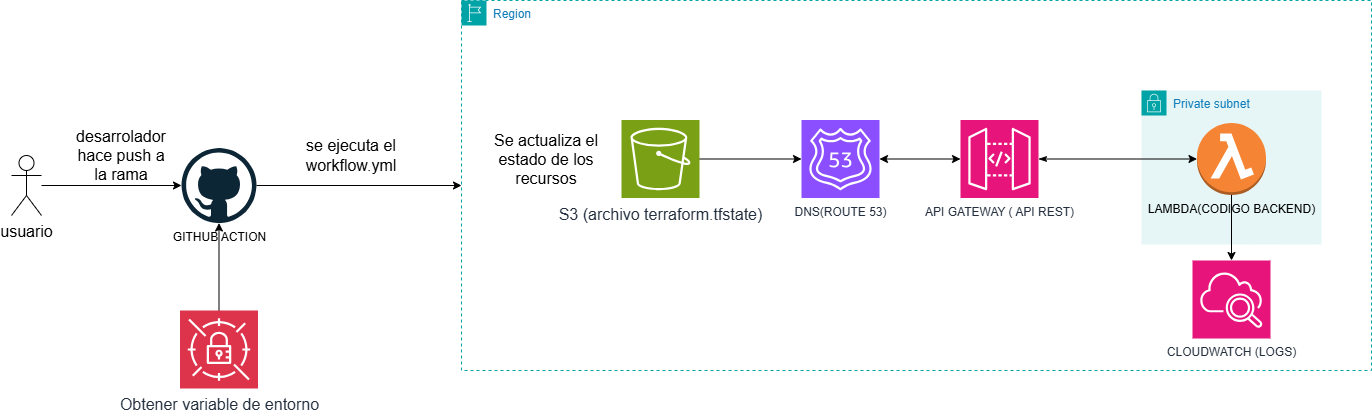 Region
desarrolador
hace push a
la rama
se ejecuta el
workflow.yml
Se actualiza el
estado de los
recursos
53
</>
Private subnet
usuario
GITHUB ACTION
S3 (archivo terraform.tfstate)
DNS(ROUTE 53)
API GATEWAY ( API REST)
LAMBDA(CODIGO BACKEND)
CLOUDWATCH (LOGS)
Obtener variable de entorno